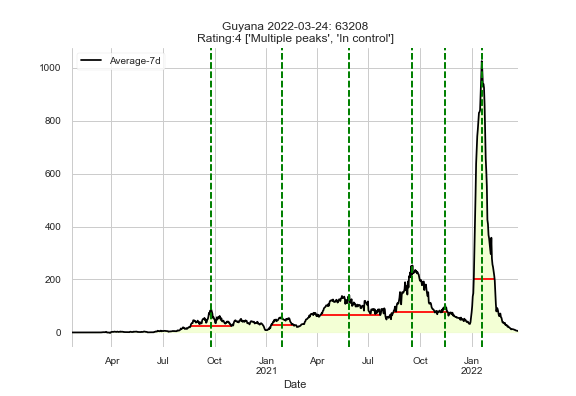 Guyana 2022-03-24: 63208
Rating:4 ['Multiple peaks', 'In control']
Average-7d
1000
800
600
400
200
0
Apr Jul Oct Jan Apr Jul Oct Jan
2021 2022
Date